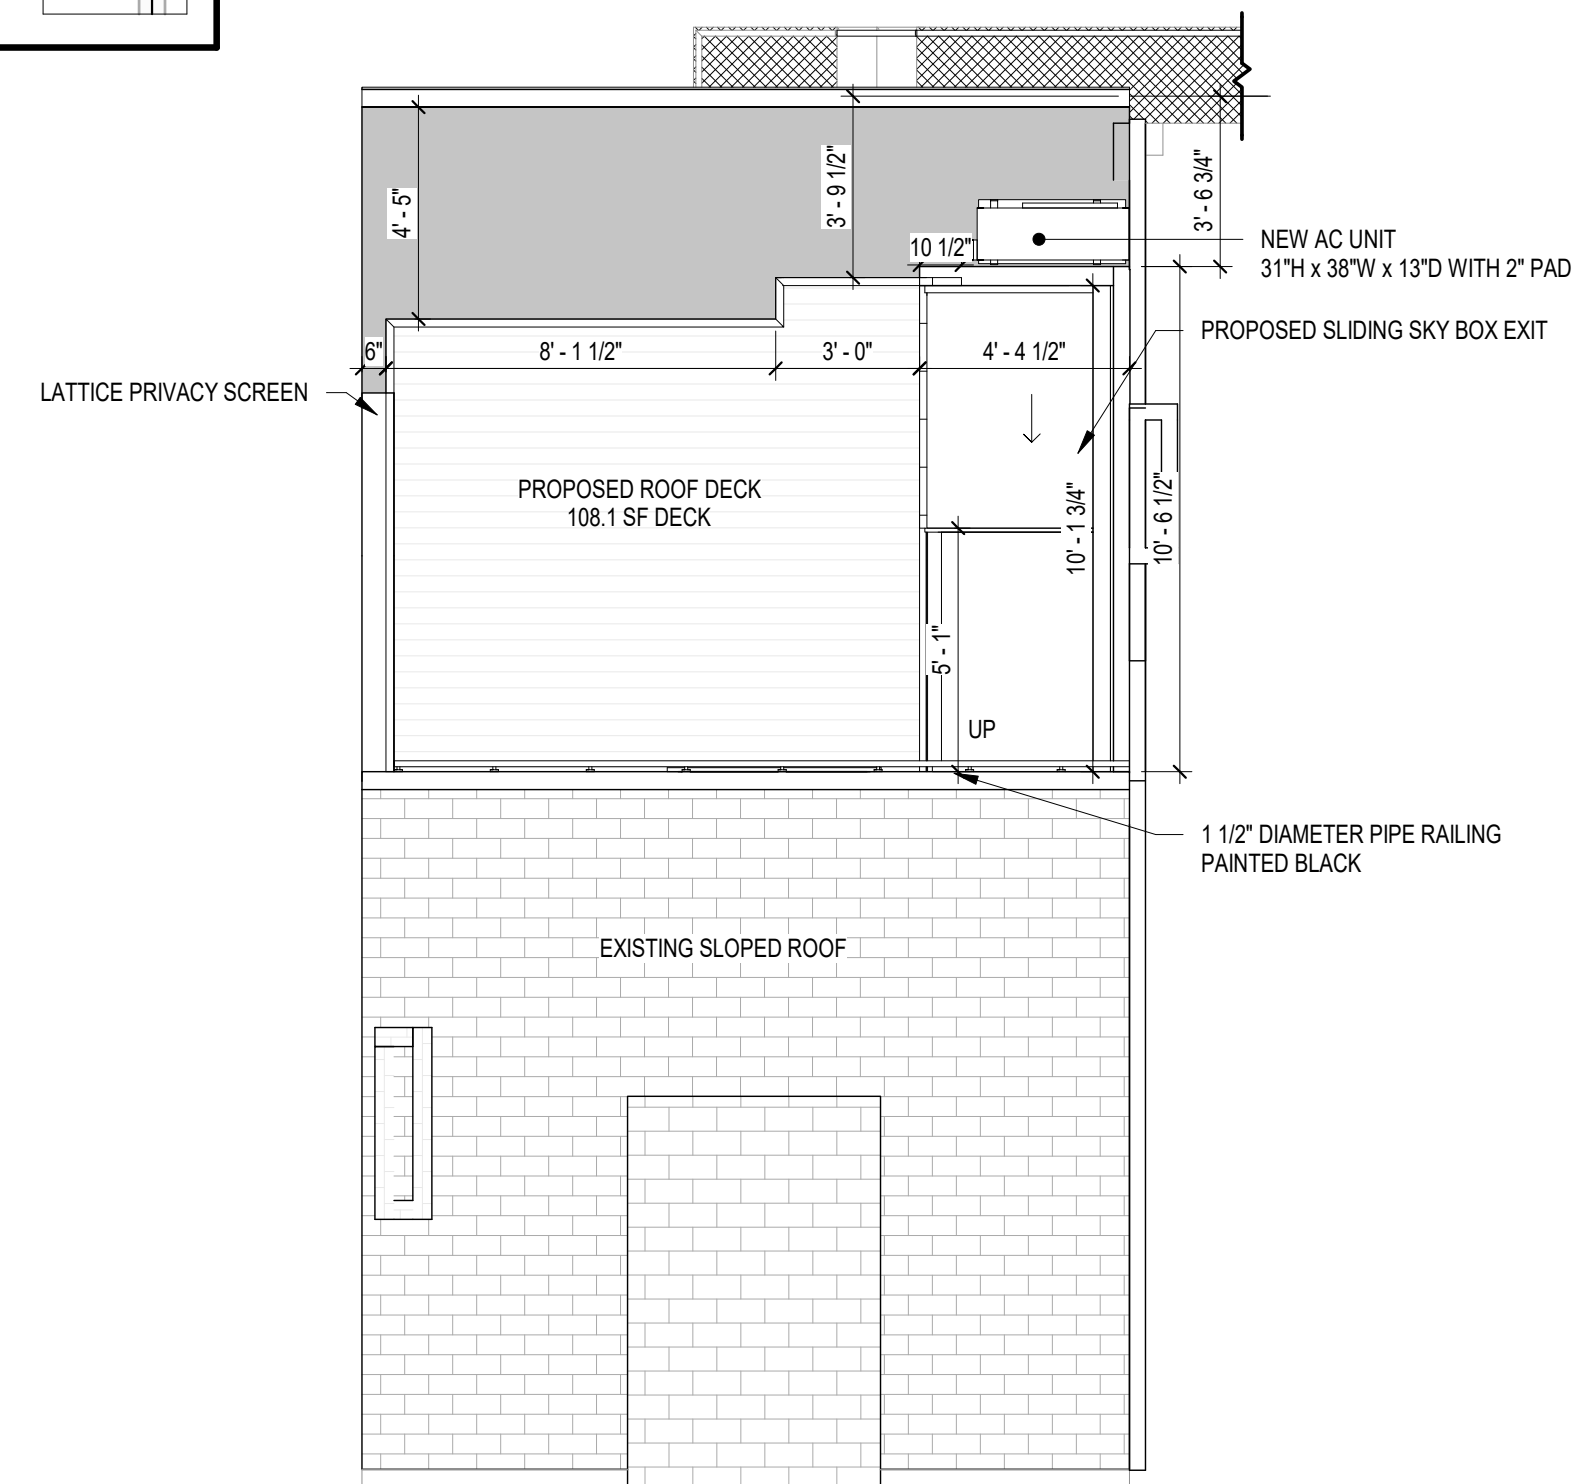 4' - 5"
3' - 9 1/2"
3' - 6 3/4"
10 1/2"
NEW AC UNIT
31"H x 38"W x 13"D WITH 2" PAD
PROPOSED SLIDING SKY BOX EXIT
6"
8' - 1 1/2"
3' - 0"
4' - 4 1/2"
LATTICE PRIVACY SCREEN
PROPOSED ROOF DECK
108.1 SF DECK
10' - 1 3/4"
10' - 6 1/2"
5' - 1"
UP
1 1/2" DIAMETER PIPE RAILING
PAINTED BLACK
EXISTING SLOPED ROOF